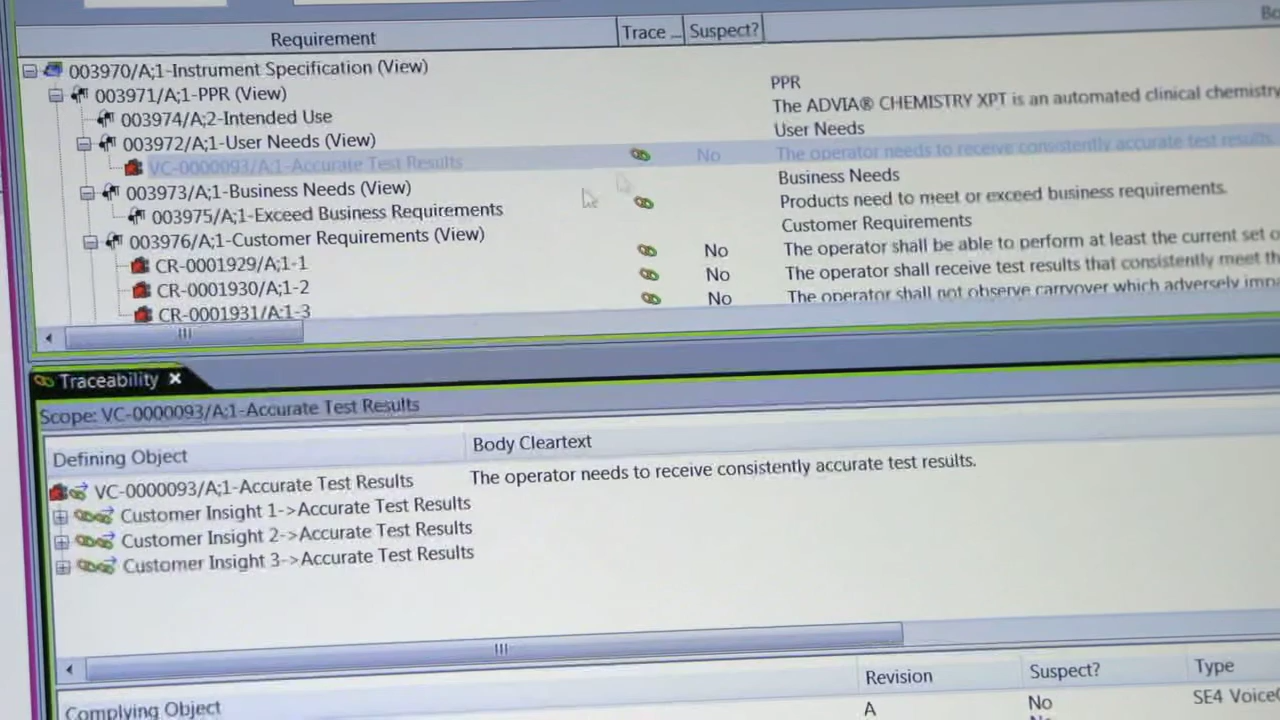 Requirement Trace ... Suspect?
003970/A;1-Instrument Specification (View)
003971/A;1-PPR (View) PPR
003974/A;2-Intended Use The ADVIA® CHEMISTRY XPT is an automated clinical chemistry
003972/A;1-User Needs (View) User Needs
VC-0000093/A;1-Accurate Test Results No The operator needs to receive consistently accurate test results.
003973/A;1-Business Needs (View) Business Needs
003975/A;1-Exceed Business Requirements Products need to meet or exceed business requirements.
003976/A;1-Customer Requirements (View) Customer Requirements
CR-0001929/A;1-1 No The operator shall be able to perform at least the current set
CR-0001930/A;1-2 No The operator shall receive test results that consistently meet
CR-0001931/A;1-3 No The operator shall not observe carryover which adversely
Traceability
Scope: VC-0000093/A;1-Accurate Test Results
Defining Object Body Cleartext
VC-0000093/A;1-Accurate Test Results The operator needs to receive consistently accurate test results.
Customer Insight 1->Accurate Test Results
Customer Insight 2->Accurate Test Results
Customer Insight 3->Accurate Test Results
Complying Object Revision Suspect? Type
A No SE4